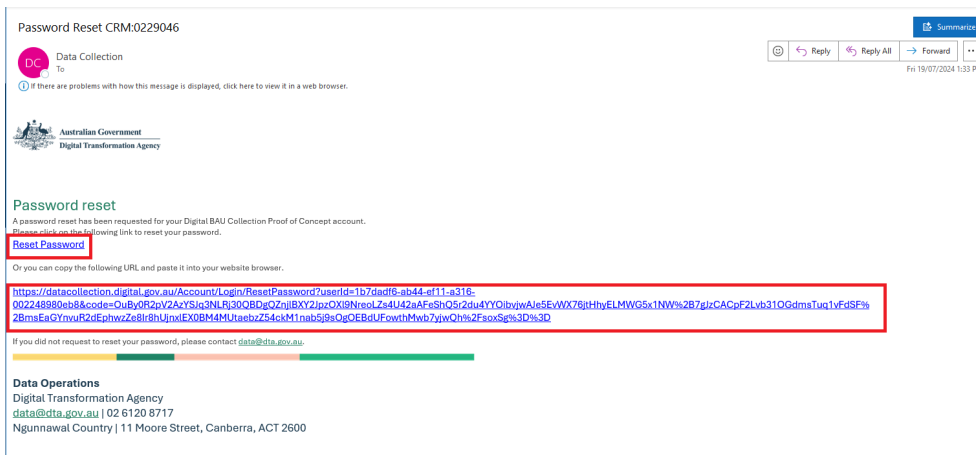 Password Reset CRM:0229046
Summarize
DC
Data Collection
To
Reply
Reply All
Forward
Fri 19/07/2024 1:33 P
If there are problems with how this message is displayed, click here to view it in a web browser.
Australian Government
Digital Transformation Agency
Password reset
A password reset has been requested for your Digital BAU Collection Proof of Concept account.
Please click on the following link to reset your password.
Reset Password
Or you can copy the following URL and paste it into your website browser.
https://datacollection.digital.gov.au/Account/Login/ResetPassword?userId=1b7dadf6-ab44-ef11-a316-
002248980eb8&code=OuBy0R2pV2AzYSJq3NLRj30QBDgQZnjlBXY2JpzOXl9NreoLZs4U42aAFeShQ5r2du4YYOibvjwAJe5EvWX76jtHhyELMWG5x1NW%2B7gJzCACpF2Lvb31OGdmsTuq1vFdSF%
2BmsEaGYnvuR2dEphwzZe8Ir8hUjnxlEX0BM4MUtaebzZ54ckM1nab5j9sOgOEBdUFowthMwb7yjwQh%2FsoxSg%3D%3D
If you did not request to reset your password, please contact data@dta.gov.au.
Data Operations
Digital Transformation Agency
data@dta.gov.au | 02 6120 8717
Ngunnawal Country | 11 Moore Street, Canberra, ACT 2600